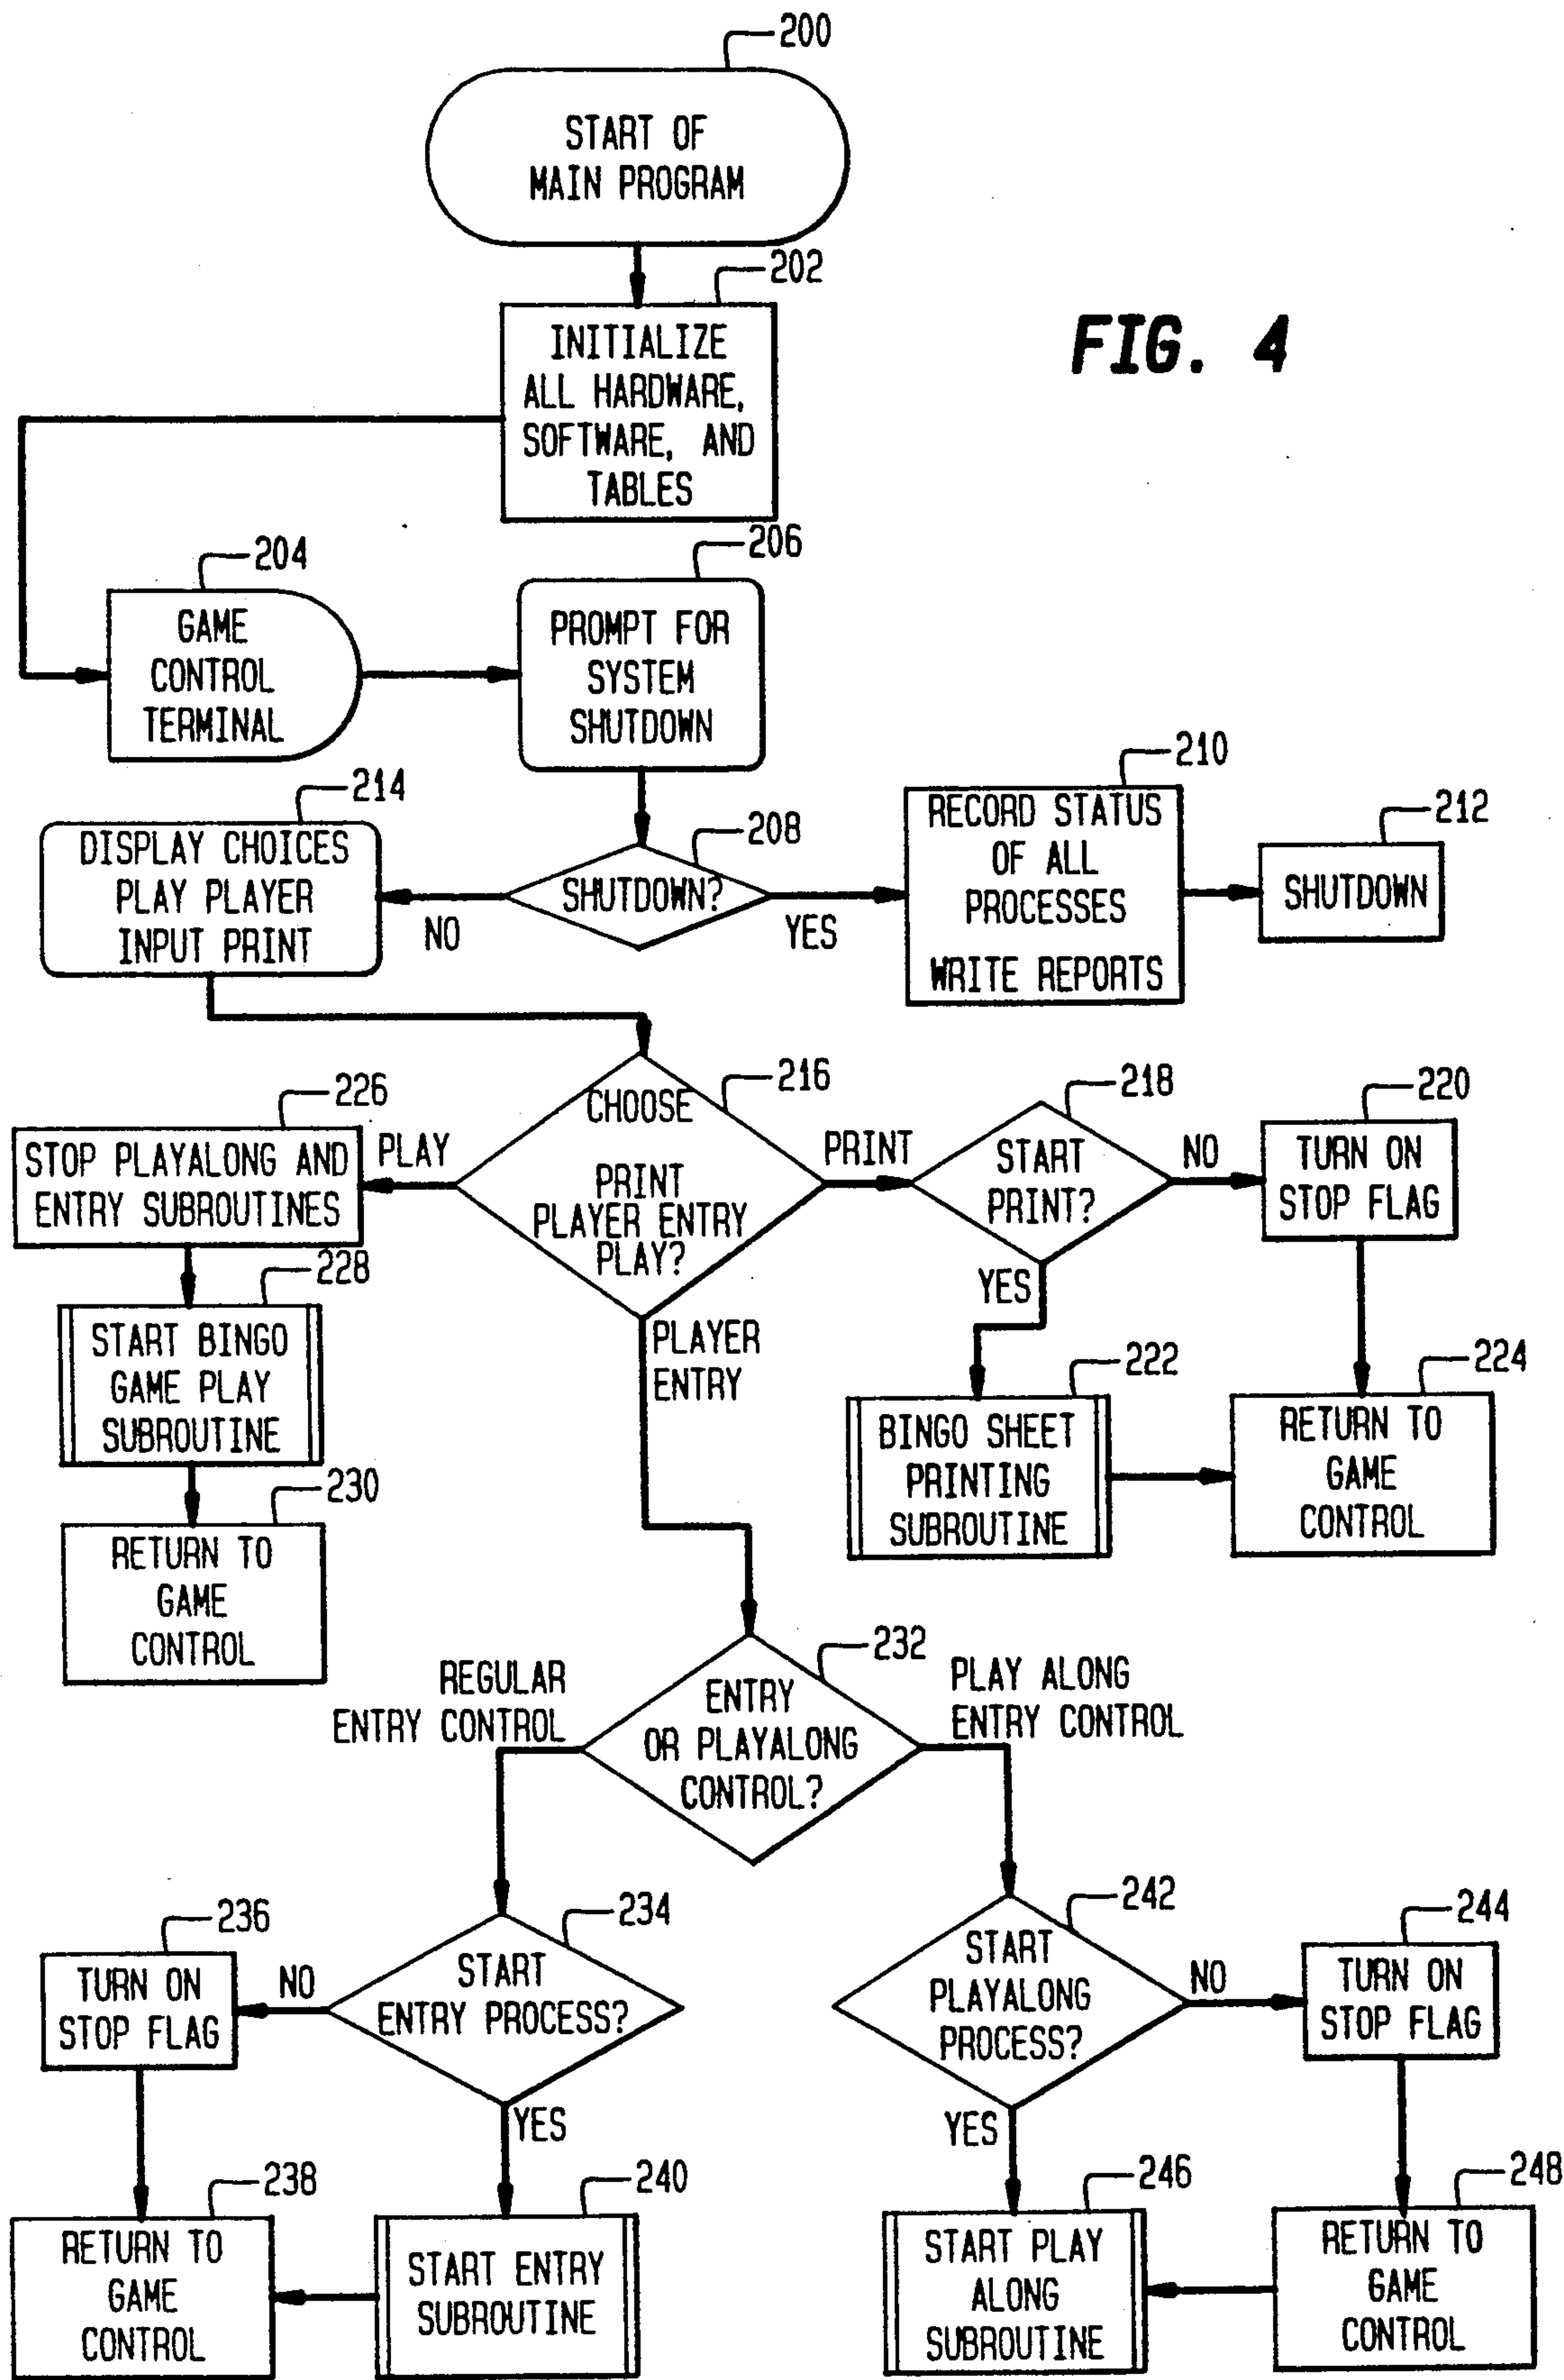 200
START OF
MAIN PROGRAM
202
FIG. 4
INITIALIZE
ALL HARDWARE,
SOFTWARE, AND
TABLES
204
GAME
CONTROL
TERMINAL
206
PROMPT FOR
SYSTEM
SHUTDOWN
208
SHUTDOWN?
NO
YES
210
RECORD STATUS
OF ALL
PROCESSES
WRITE REPORTS
212
SHUTDOWN
214
DISPLAY CHOICES
PLAY PLAYER
INPUT PRINT
216
CHOOSE
PRINT
PLAYER ENTRY
PLAY?
PLAY
PRINT
PLAYER
ENTRY
218
START
PRINT?
NO
YES
220
TURN ON
STOP FLAG
222
BINGO SHEET
PRINTING
SUBROUTINE
224
RETURN TO
GAME
CONTROL
226
STOP PLAYALONG AND
ENTRY SUBROUTINES
228
START BINGO
GAME PLAY
SUBROUTINE
230
RETURN TO
GAME
CONTROL
232
ENTRY
OR PLAYALONG
CONTROL?
REGULAR
ENTRY CONTROL
PLAY ALONG
ENTRY CONTROL
234
START
ENTRY PROCESS?
NO
YES
236
TURN ON
STOP FLAG
238
RETURN TO
GAME
CONTROL
240
START ENTRY
SUBROUTINE
242
START
PLAYALONG
PROCESS?
NO
YES
244
TURN ON
STOP FLAG
246
START PLAY
ALONG
SUBROUTINE
248
RETURN TO
GAME
CONTROL